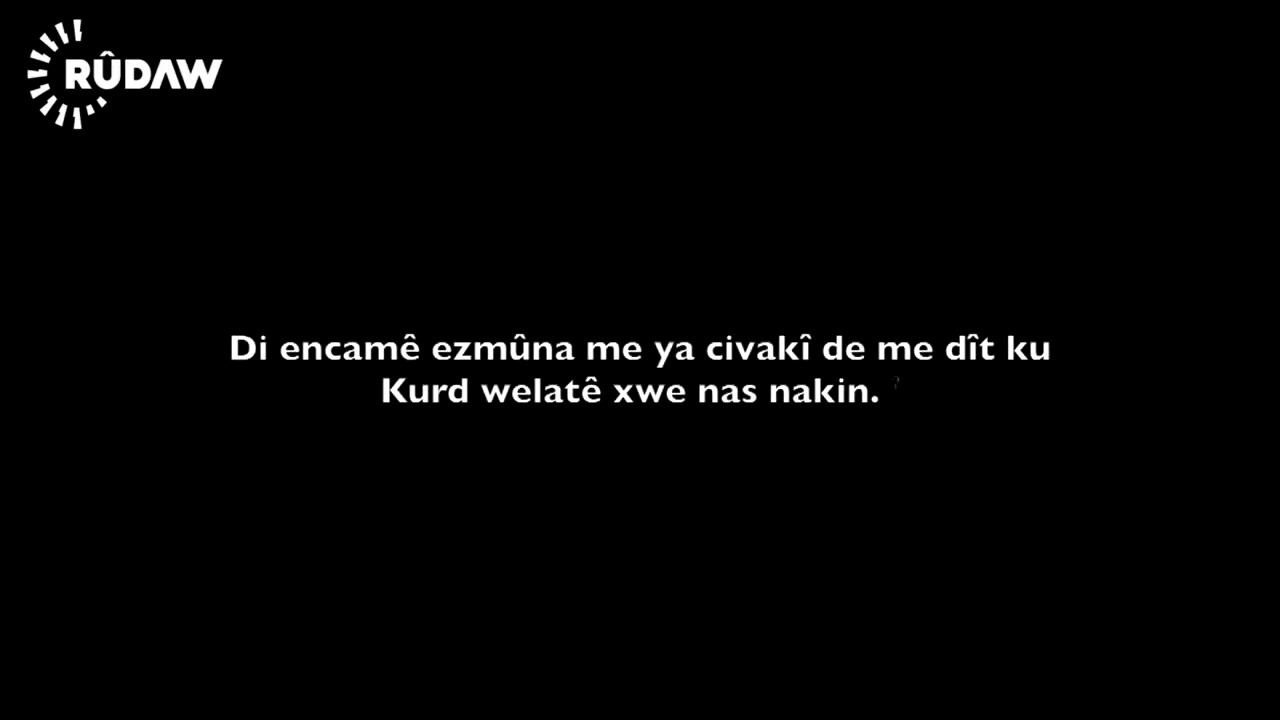 RÛDAW
Di encamê ezmûna me ya civakî de me dît ku
Kurd welatê xwe nas nakin.